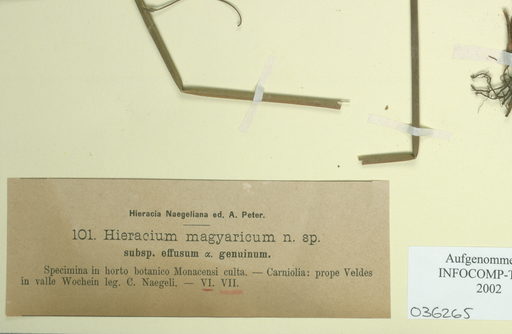 Hieracia Naegeliana ed. A. Peter.
101. Hieracium magyaricum n. sp.
subsp. effusum α. genuinum.
Specimina in horto botanico Monacensi culta. — Carniolia: prope Veldes
in valle Wochein leg. C. Naegeli. — VI. VII.
Aufgenomme
INFOCOMP-T
2002
036265